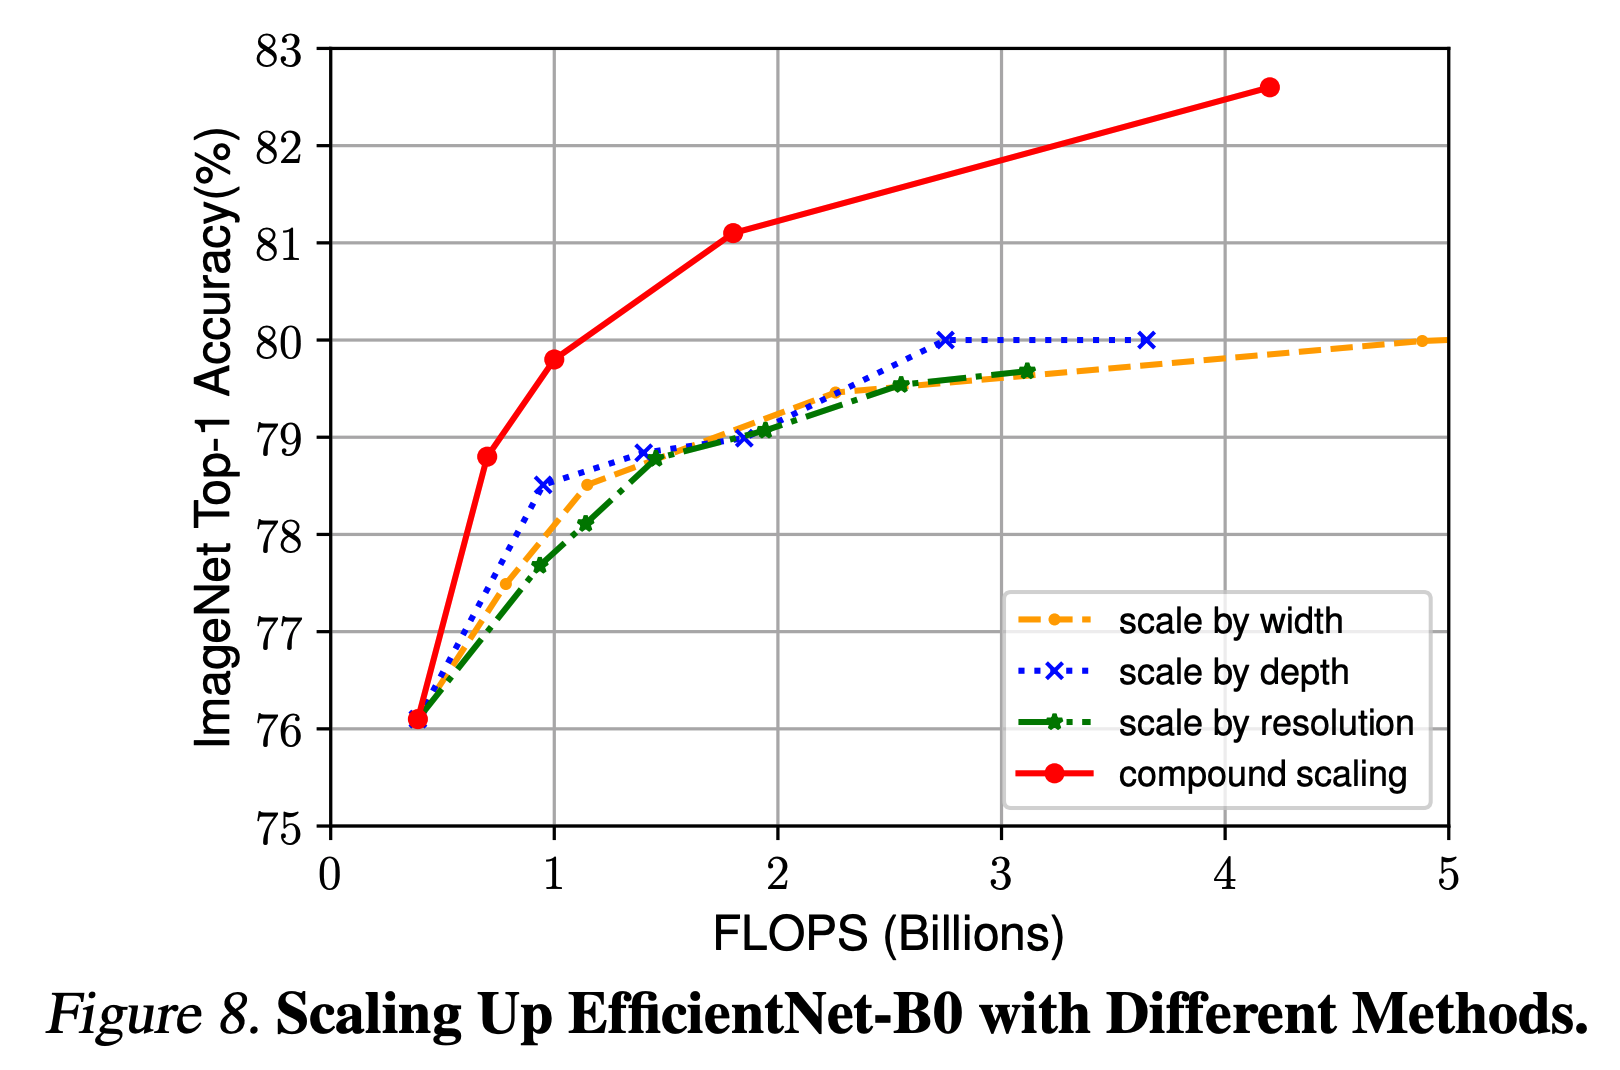 83
82
81
80
79
78
77
76
75
ImageNet Top-1 Accuracy(%)
scale by width
scale by depth
scale by resolution
compound scaling
0 1 2 3 4 5
FLOPS (Billions)
Figure 8. Scaling Up EfficientNet-B0 with Different Methods.